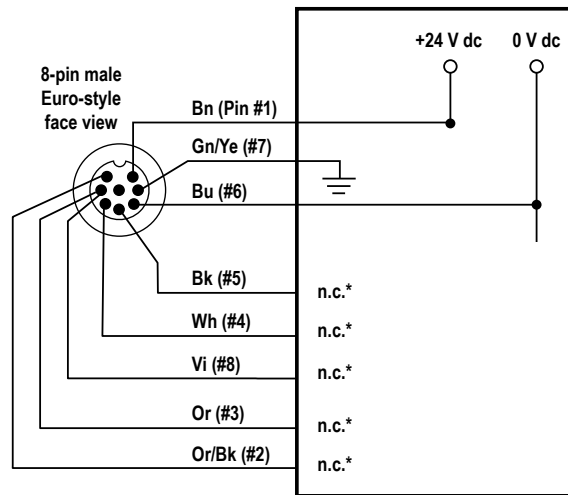 +24 V dc
0 V dc
8-pin male
Euro-style
face view
Bn (Pin #1)
Gn/Ye (#7)
Bu (#6)
Bk (#5)
n.c.*
Wh (#4)
n.c.*
Vi (#8)
n.c.*
Or (#3)
n.c.*
Or/Bk (#2)
n.c.*